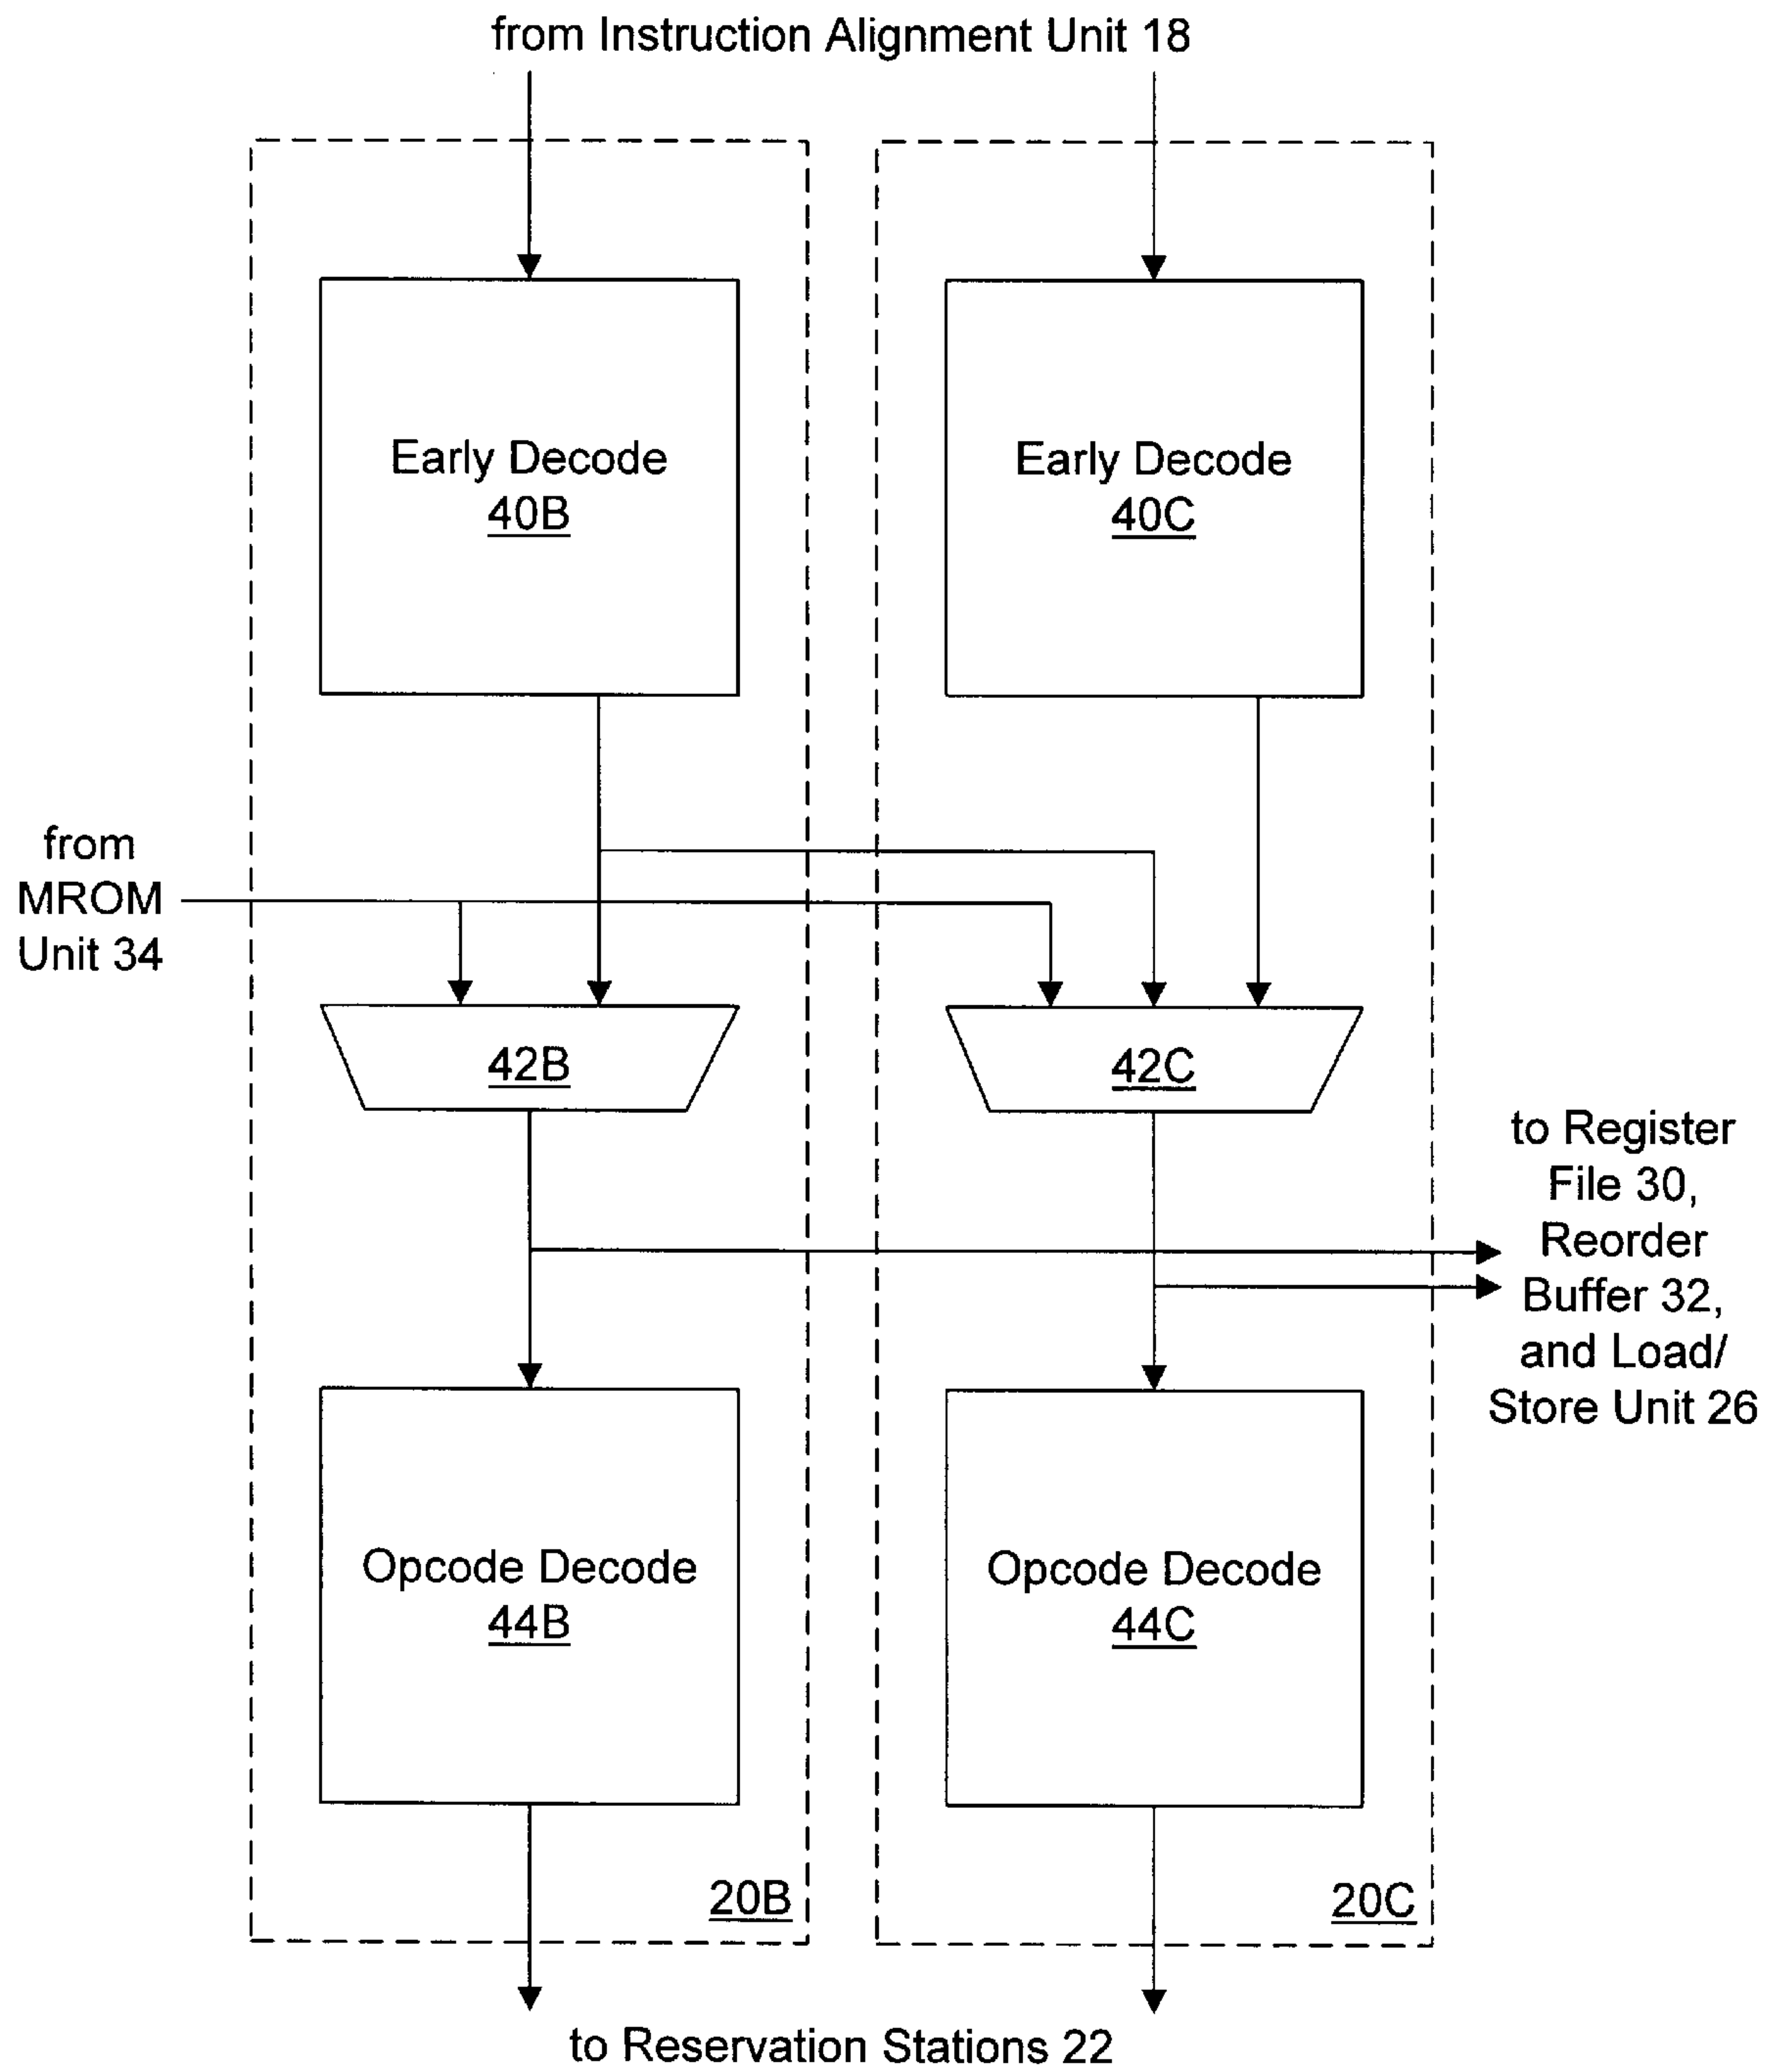 from Instruction Alignment Unit 18
Early Decode
40B
Early Decode
40C
from
MROM
Unit 34
42B
42C
to Register
File 30,
Reorder
Buffer 32,
and Load/
Store Unit 26
Opcode Decode
44B
Opcode Decode
44C
20B
20C
to Reservation Stations 22